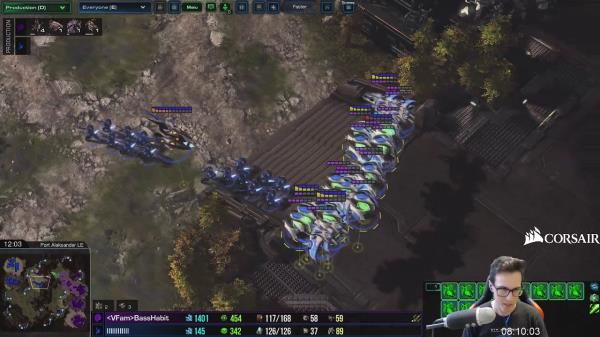 Production (D)
Everyone (E)
Menu
Faster
PRODUCTION
12:03
Port Aleksander LE
CORSAIR
<VFam>BassHabit 1401 454 117/168 58 59
IIIIIIIIIIII 145 342 126/126 37 89
08:10:03